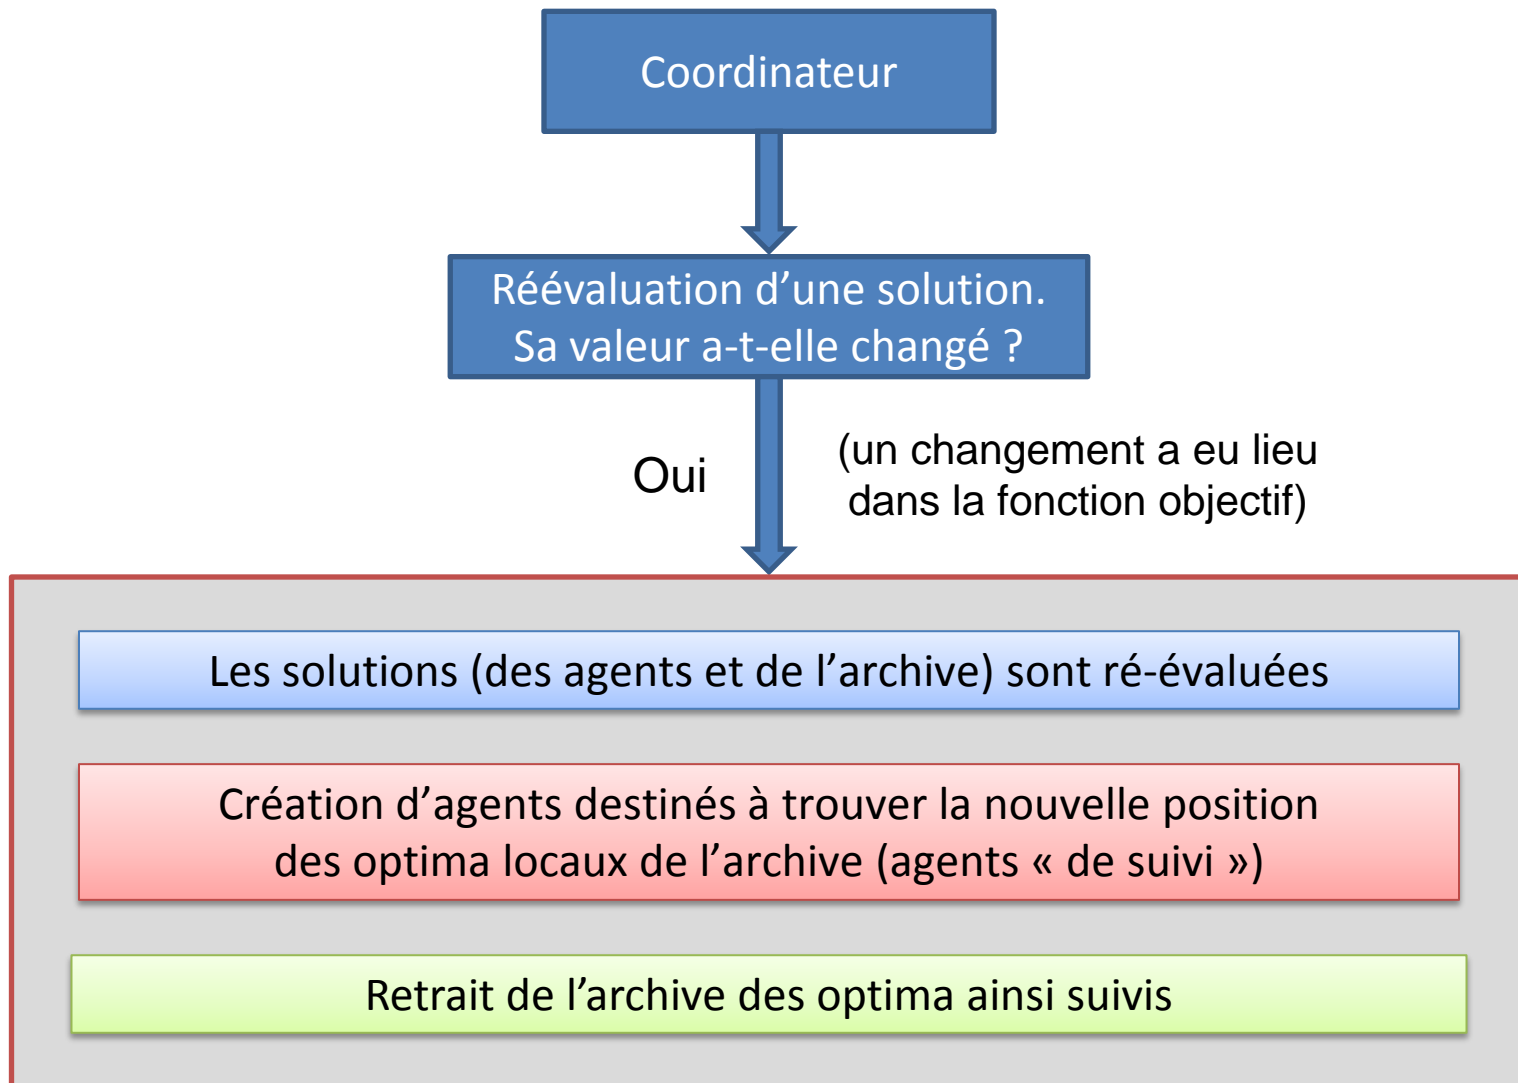 Coordinateur
Réévaluation d’une solution.
Sa valeur a-t-elle changé ?
Oui
(un changement a eu lieu
dans la fonction objectif)
Les solutions (des agents et de l’archive) sont ré-évaluées
Création d’agents destinés à trouver la nouvelle position
des optima locaux de l’archive (agents « de suivi »)
Retrait de l’archive des optima ainsi suivis